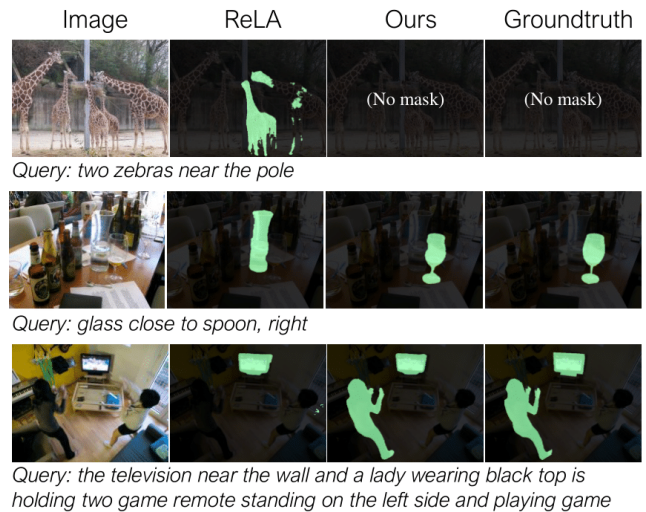 Image ReLA Ours Groundtruth
(No mask) (No mask)
Query: two zebras near the pole
Query: glass close to spoon, right
Query: the television near the wall and a lady wearing black top is
holding two game remote standing on the left side and playing game